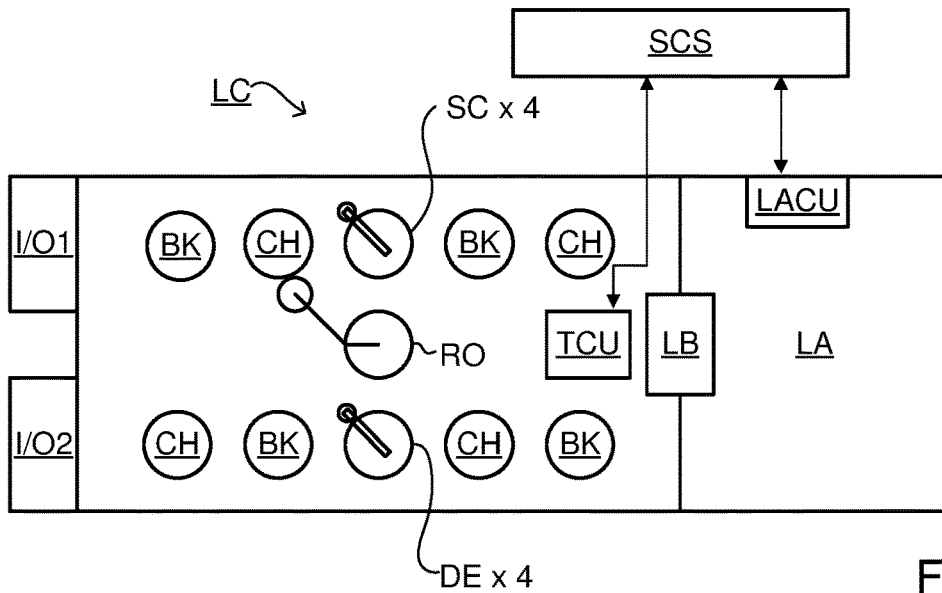 SCS
LC
SC x 4
LACU
I/O1
BK
CH
BK
CH
RO
TCU
LB
LA
I/O2
CH
BK
CH
BK
DE x 4
F